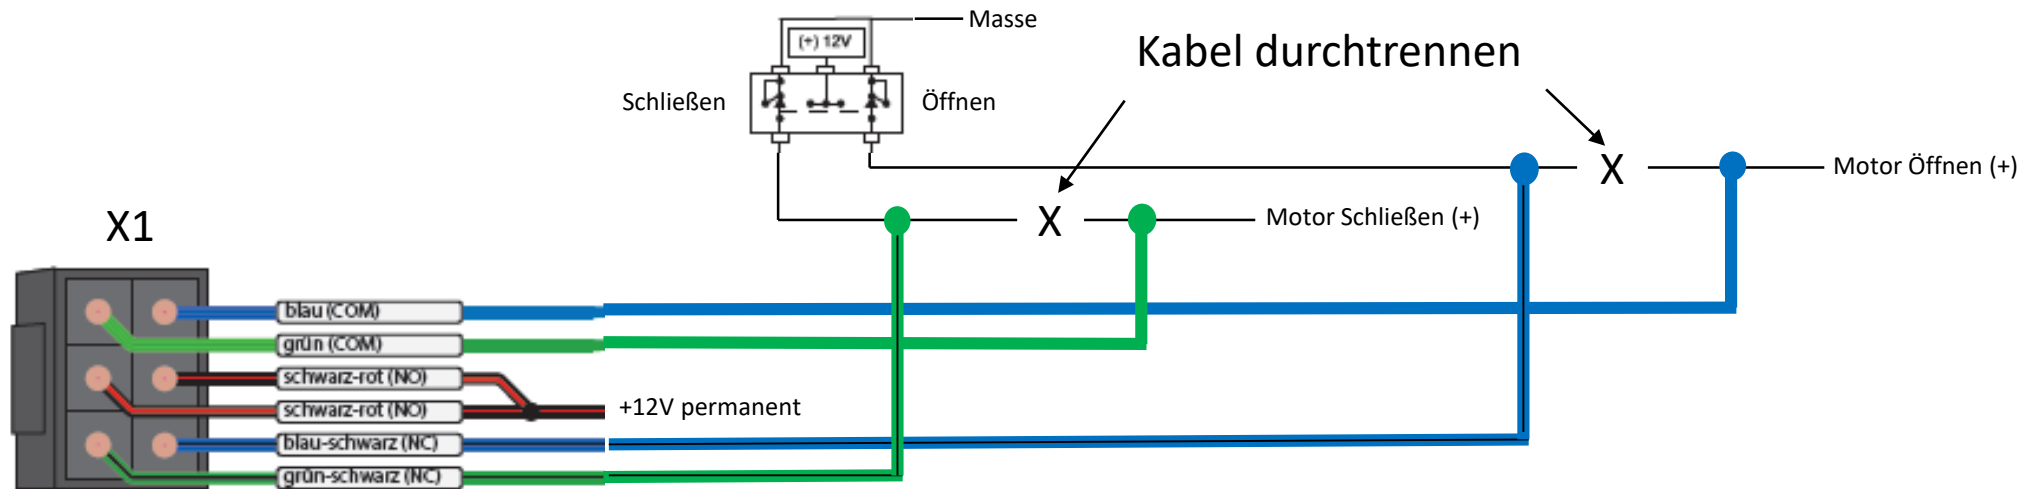 Masse
(+) 12V
Kabel durchtrennen
Schließen
Öffnen
X
Motor Öffnen (+)
X
Motor Schließen (+)
X1
blau (COM)
grün (COM)
schwarz-rot (NO)
schwarz-rot (NO)
+12V permanent
blau-schwarz (NC)
grün-schwarz (NC)